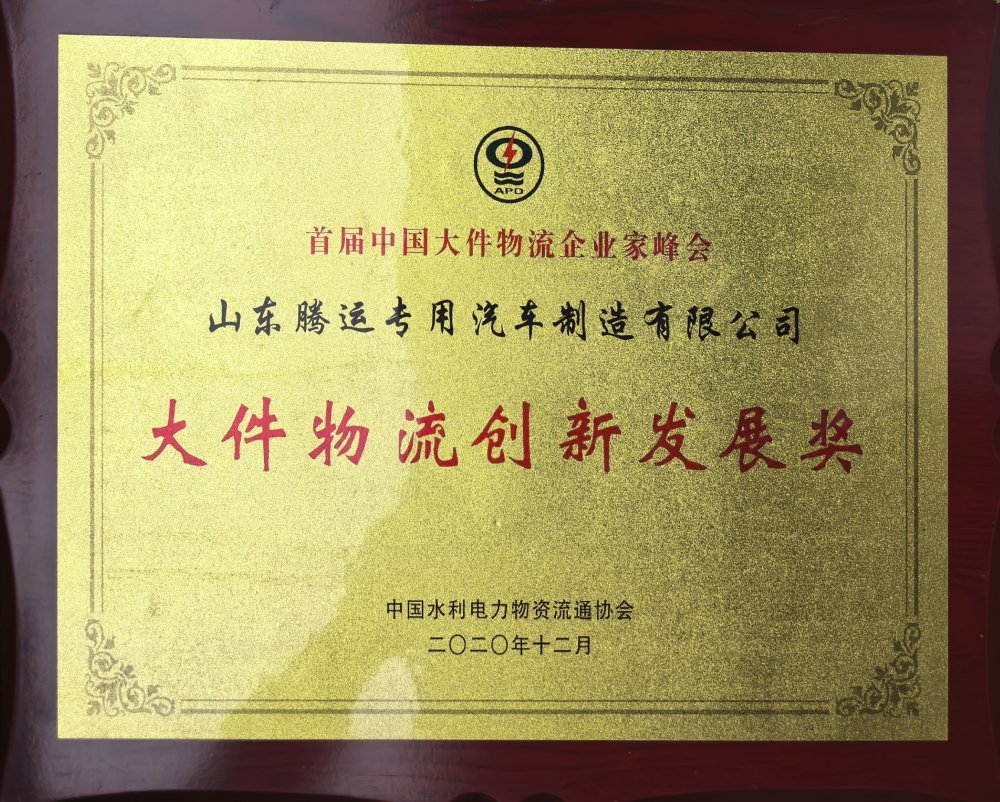 APD
首届中国大件物流企业家峰会
山东腾运专用汽车制造有限公司
大件物流创新发展奖
中国水利电力物资流通协会
二〇二〇年十二月